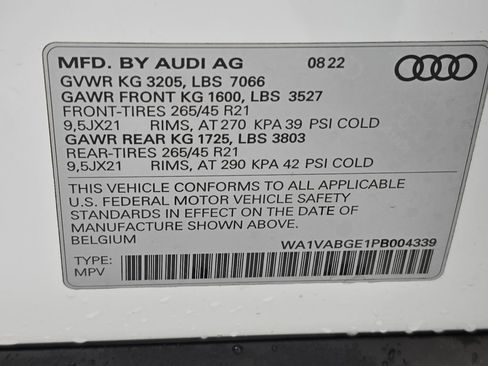 MFD. BY AUDI AG 08 22
GVWR KG 3205, LBS 7066
GAWR FRONT KG 1600, LBS 3527
FRONT-TIRES 265/45 R21
9,5JX21 RIMS, AT 270 KPA 39 PSI COLD
GAWR REAR KG 1725, LBS 3803
REAR-TIRES 265/45 R21
9,5JX21 RIMS, AT 290 KPA 42 PSI COLD
THIS VEHICLE CONFORMS TO ALL APPLICABLE
U.S. FEDERAL MOTOR VEHICLE SAFETY
STANDARDS IN EFFECT ON THE DATE OF
MANUFACTURE SHOWN ABOVE.
BELGIUM WA1VABGE1PB004339
TYPE:
MPV